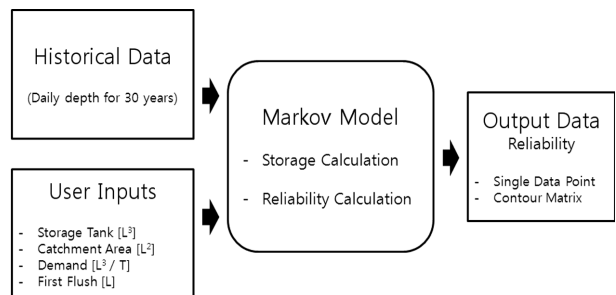 Historical Data
(Daily depth for 30 years)
User Inputs
- Storage Tank [L³]
- Catchment Area [L²]
- Demand [L³ / T]
- First Flush [L]
Markov Model
- Storage Calculation
- Reliability Calculation
Output Data
Reliability
- Single Data Point
- Contour Matrix